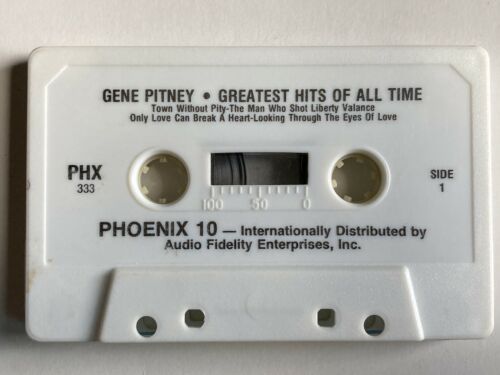 GENE PITNEY • GREATEST HITS OF ALL TIME
Town Without Pity-The Man Who Shot Liberty Valance
Only Love Can Break A Heart-Looking Through The Eyes Of Love
PHX
333
SIDE
1
100 50 0
PHOENIX 10 — Internationally Distributed by
Audio Fidelity Enterprises, Inc.